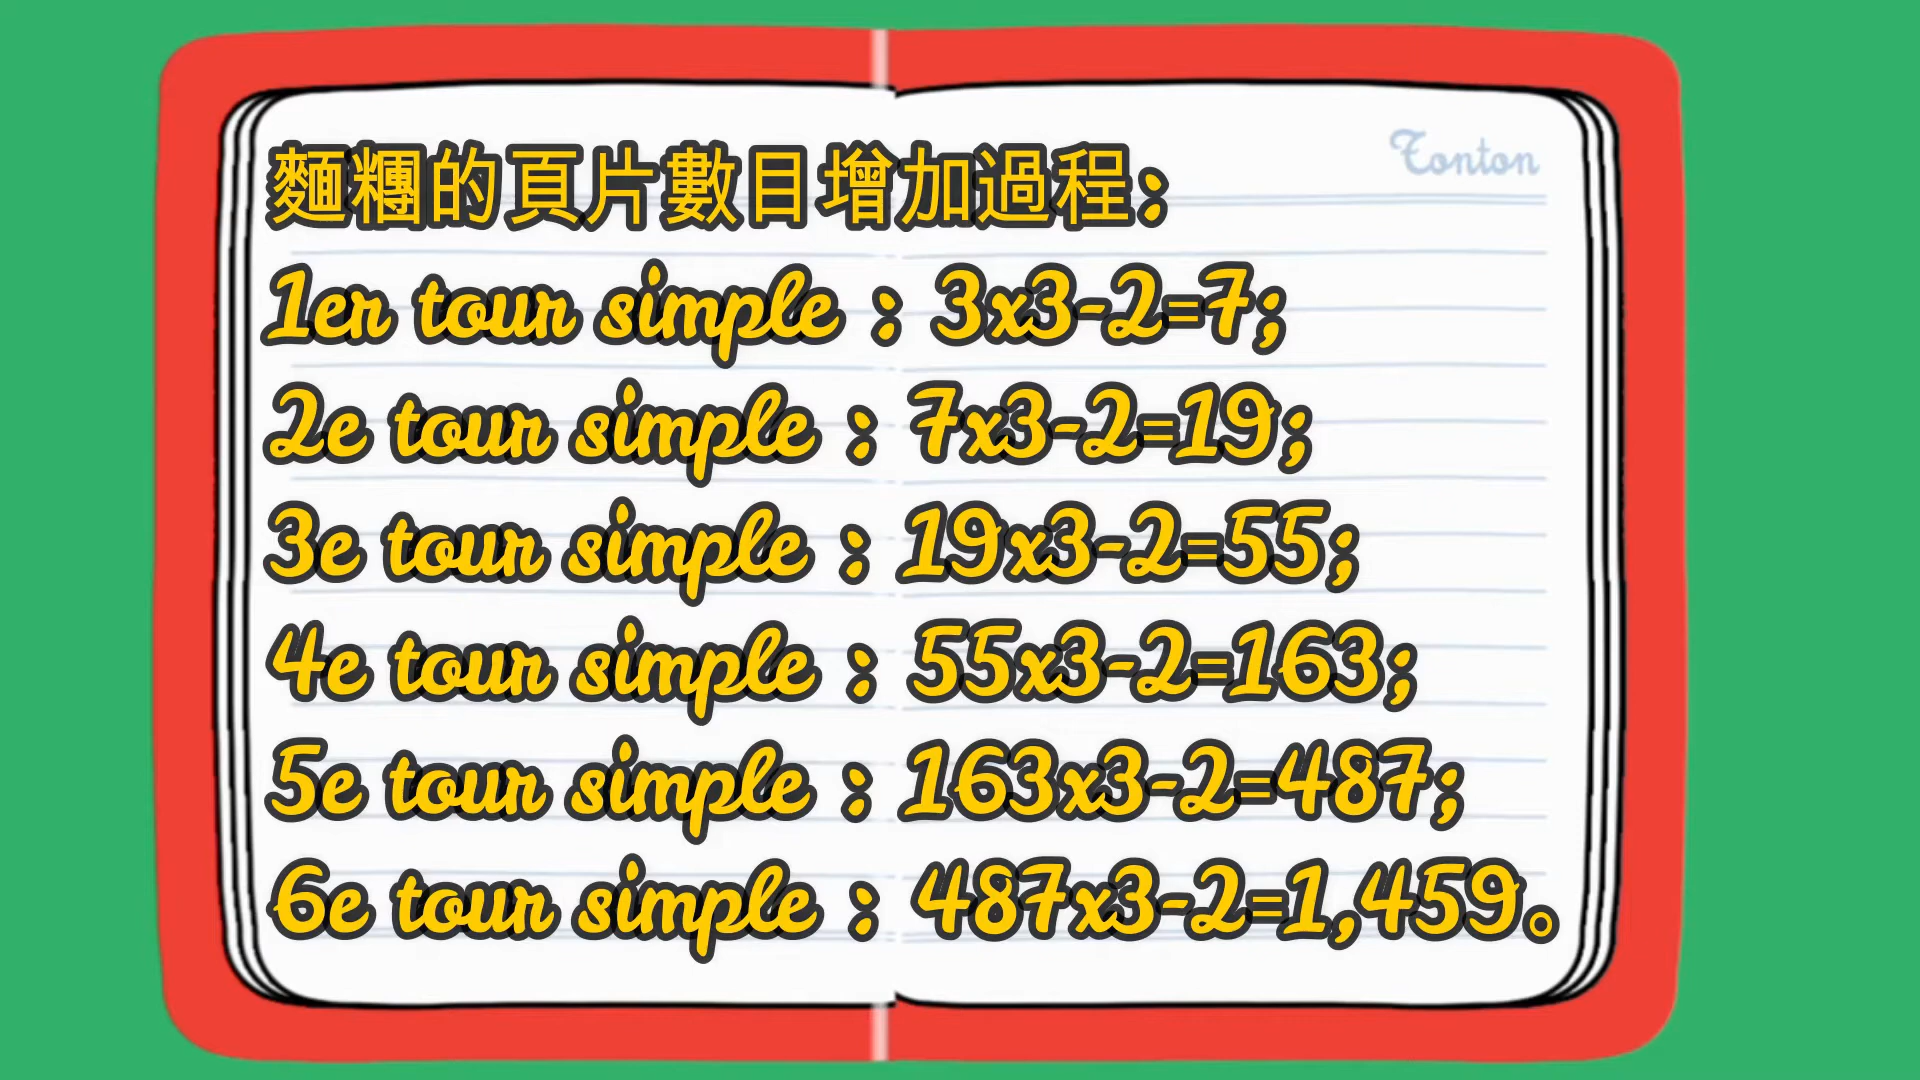 Tonton
麵糰的頁片數目增加過程:
1er tour simple : 3x3-2=7;
2e tour simple : 7x3-2=19;
3e tour simple : 19x3-2=55;
4e tour simple : 55x3-2=163;
5e tour simple : 163x3-2=487;
6e tour simple : 487x3-2=1,459。